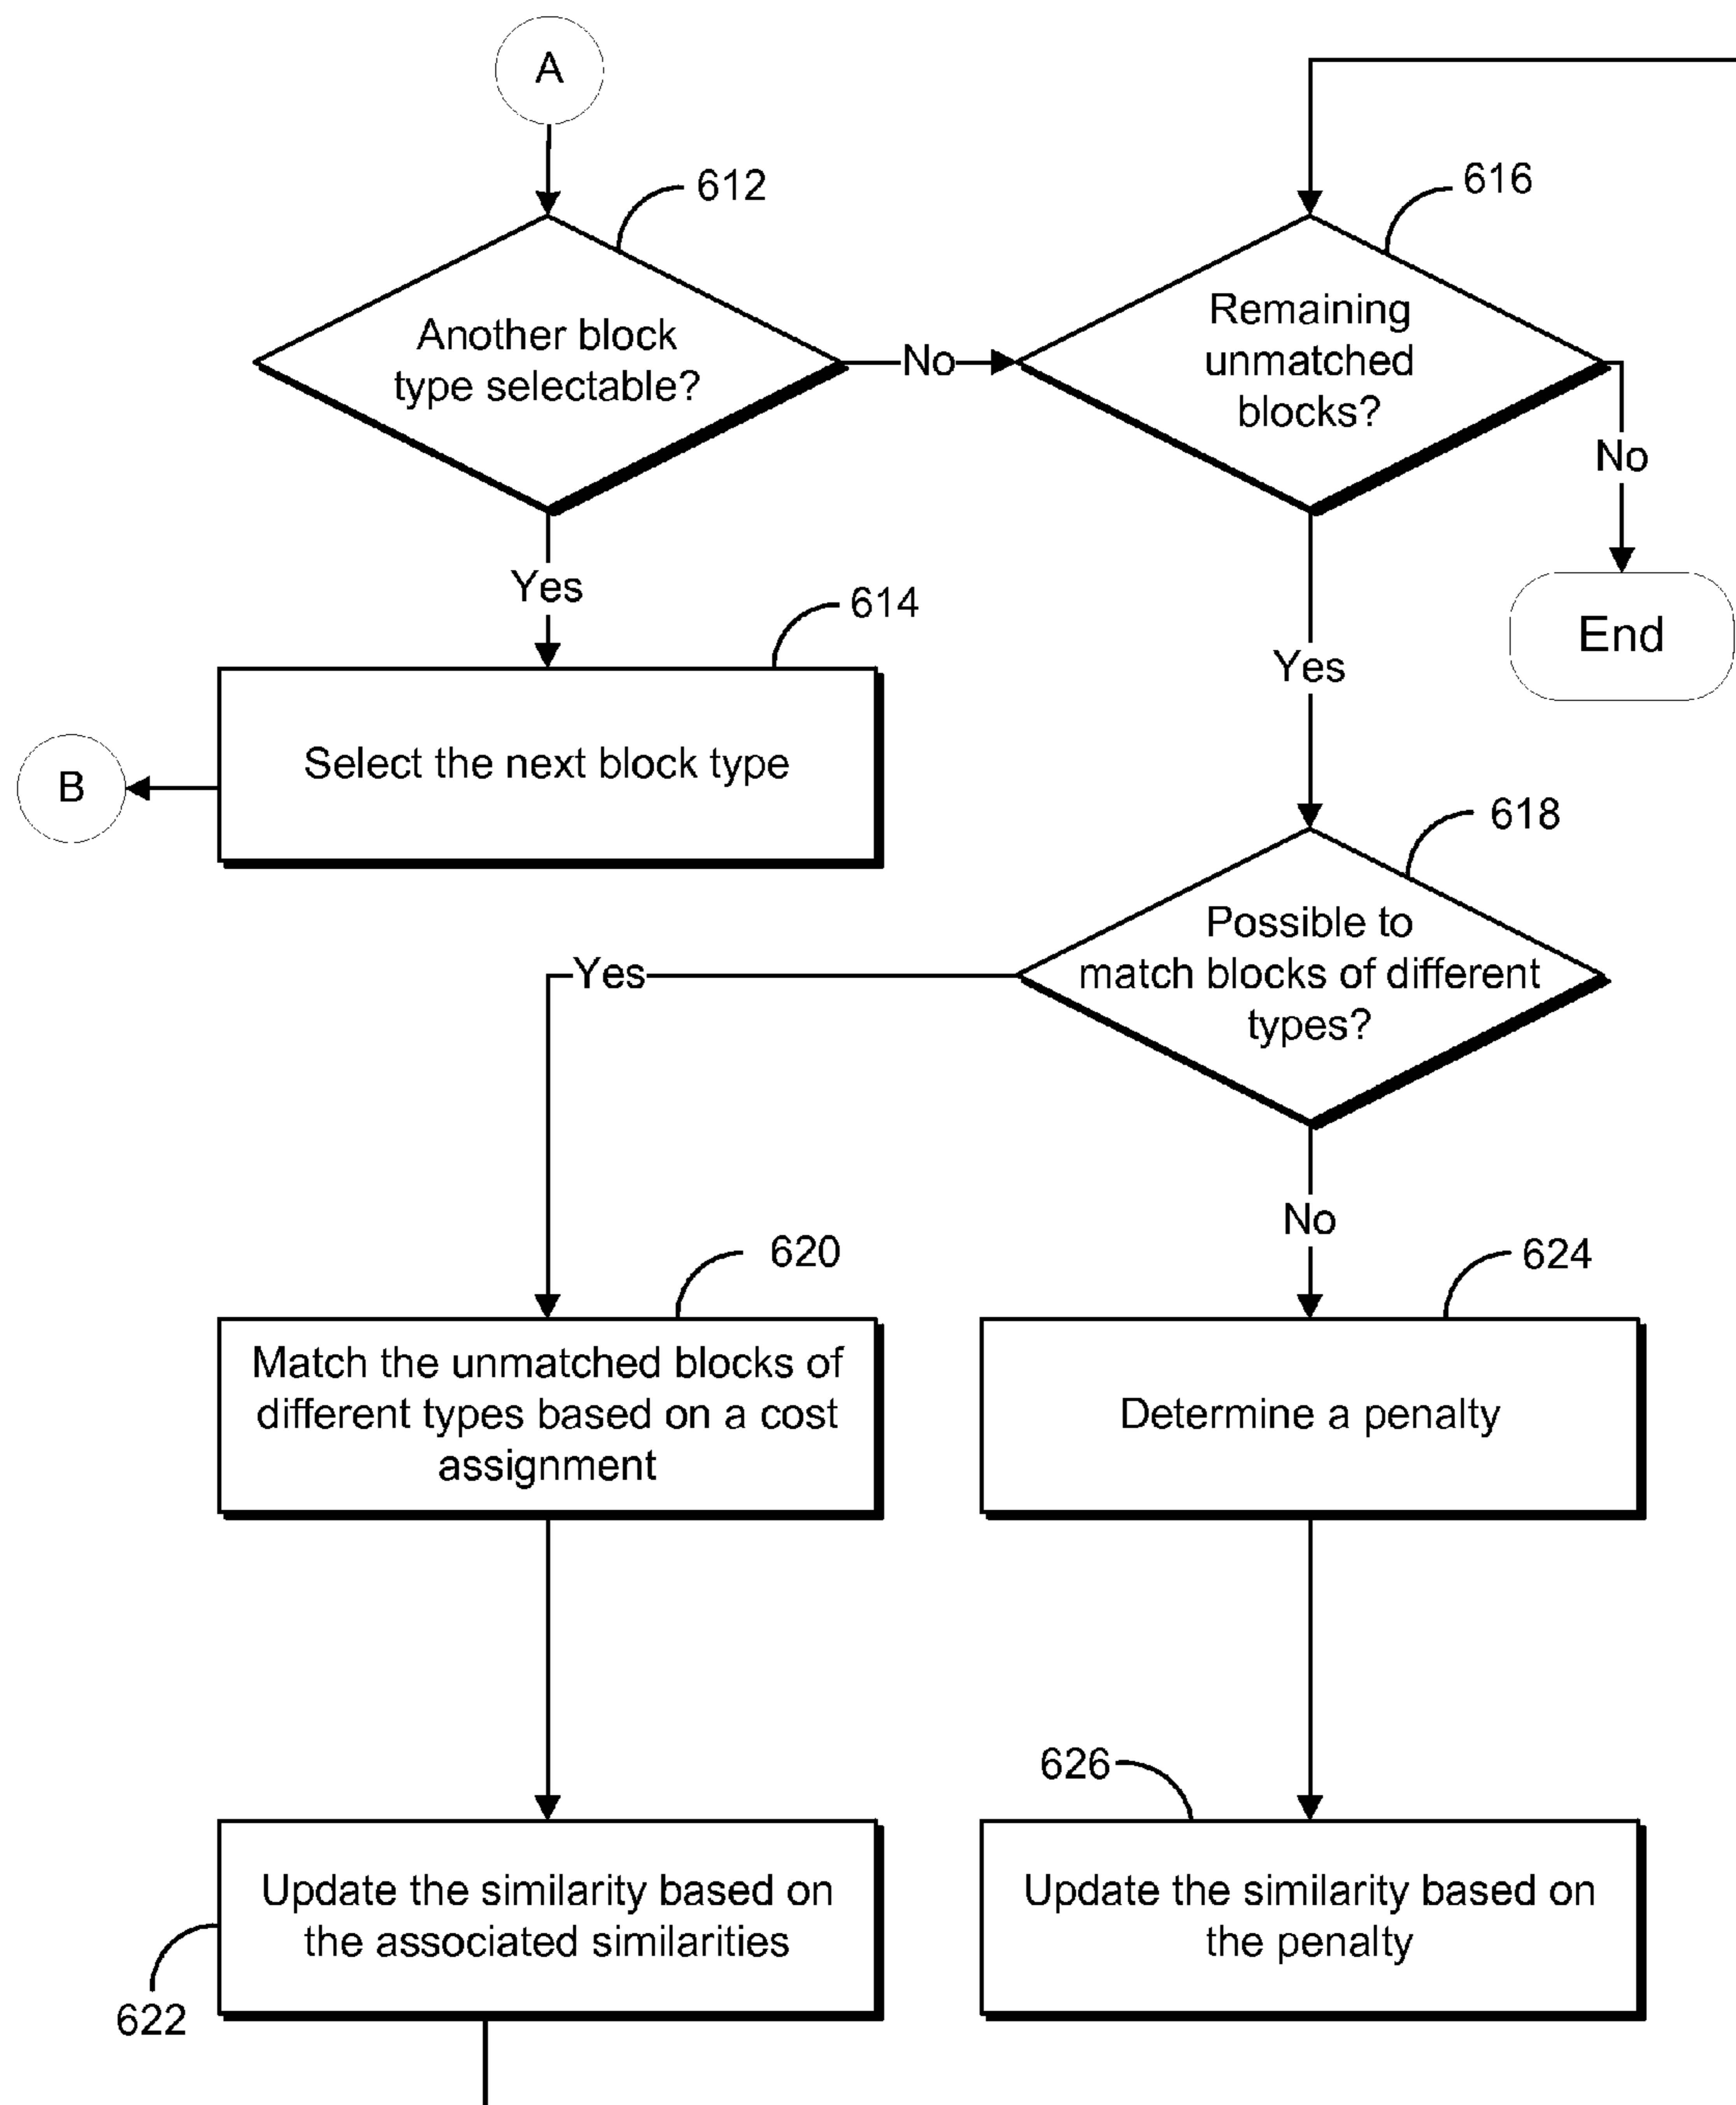 A
612
616
Another block
type selectable?
No
Remaining
unmatched
blocks?
No
Yes
614
End
Yes
Select the next block type
B
618
Possible to
match blocks of different
types?
Yes
No
620
624
Match the unmatched blocks of
different types based on a cost
assignment
Determine a penalty
626
Update the similarity based on
the associated similarities
Update the similarity based on
the penalty
622